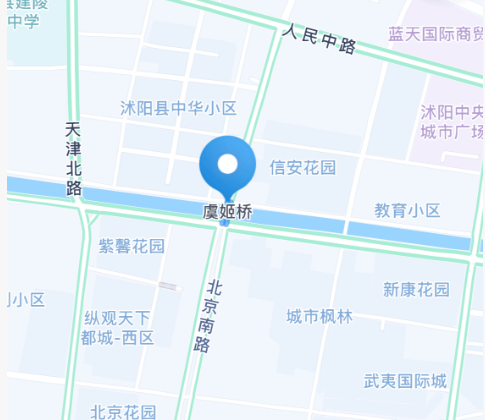 县建陵
中学
人民中路
蓝天国际商贸
沭阳县中华小区
沭阳中央
城市广场
天津北路
信安花园
虞姬桥
教育小区
紫馨花园
北京南路
新康花园
小区
纵观天下
都城-西区
城市枫林
武夷国际城
北京花园